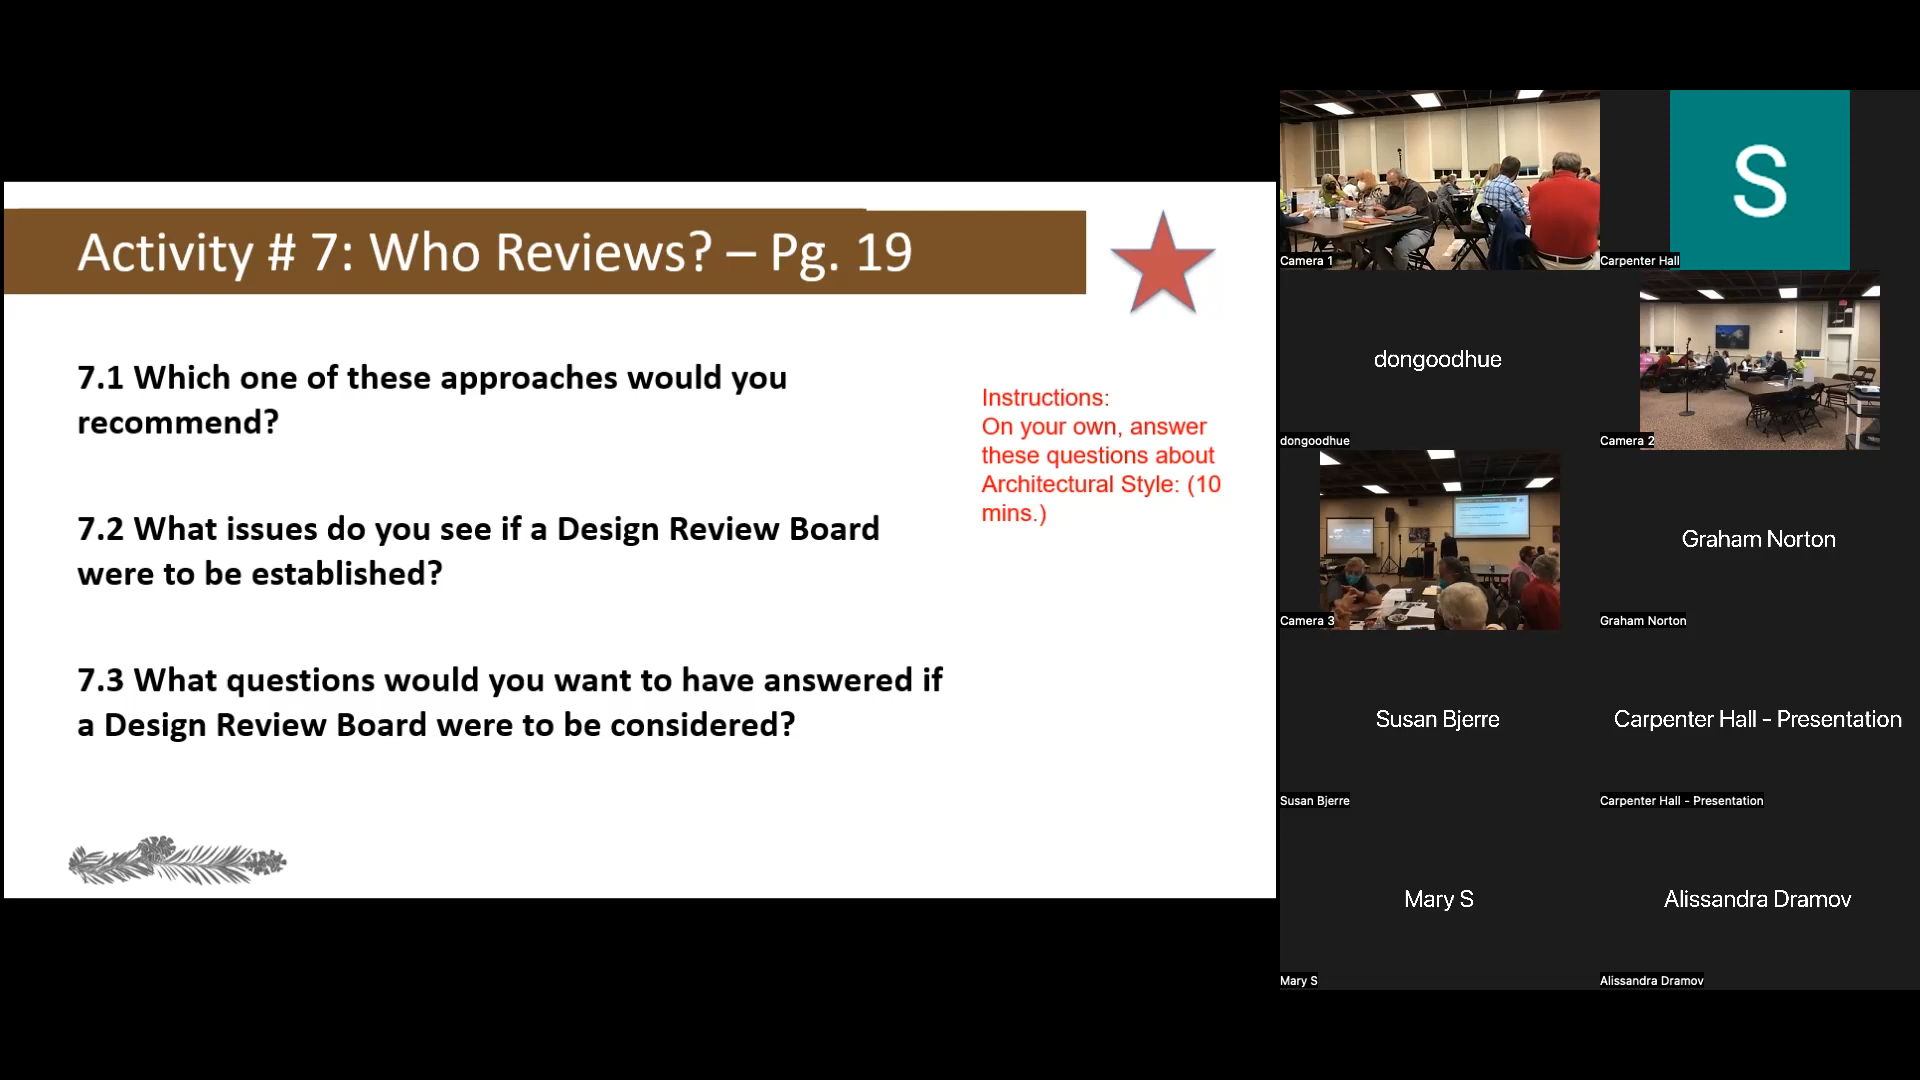 Activity # 7: Who Reviews? – Pg. 19
7.1 Which one of these approaches would you
recommend?
7.2 What issues do you see if a Design Review Board
were to be established?
7.3 What questions would you want to have answered if
a Design Review Board were to be considered?
Instructions:
On your own, answer
these questions about
Architectural Style: (10
mins.)
Camera 1
S
Carpenter Hall
dongoodhue
dongoodhue
Camera 2
Camera 3
Graham Norton
Graham Norton
Susan Bjerre
Susan Bjerre
Carpenter Hall - Presentation
Carpenter Hall - Presentation
Mary S
Mary S
Alissandra Dramov
Alissandra Dramov